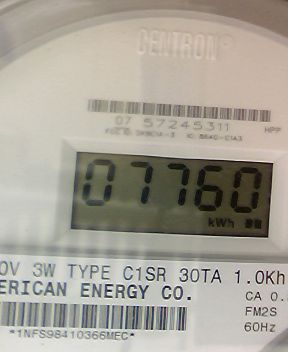 CENTRON®
07 57245311
HPP
07760
kWh
0V 3W TYPE C1SR 30TA 1.0Kh
ERICAN ENERGY CO.
CA 0.
FM2S
60Hz
*1NFS98410366MEC*